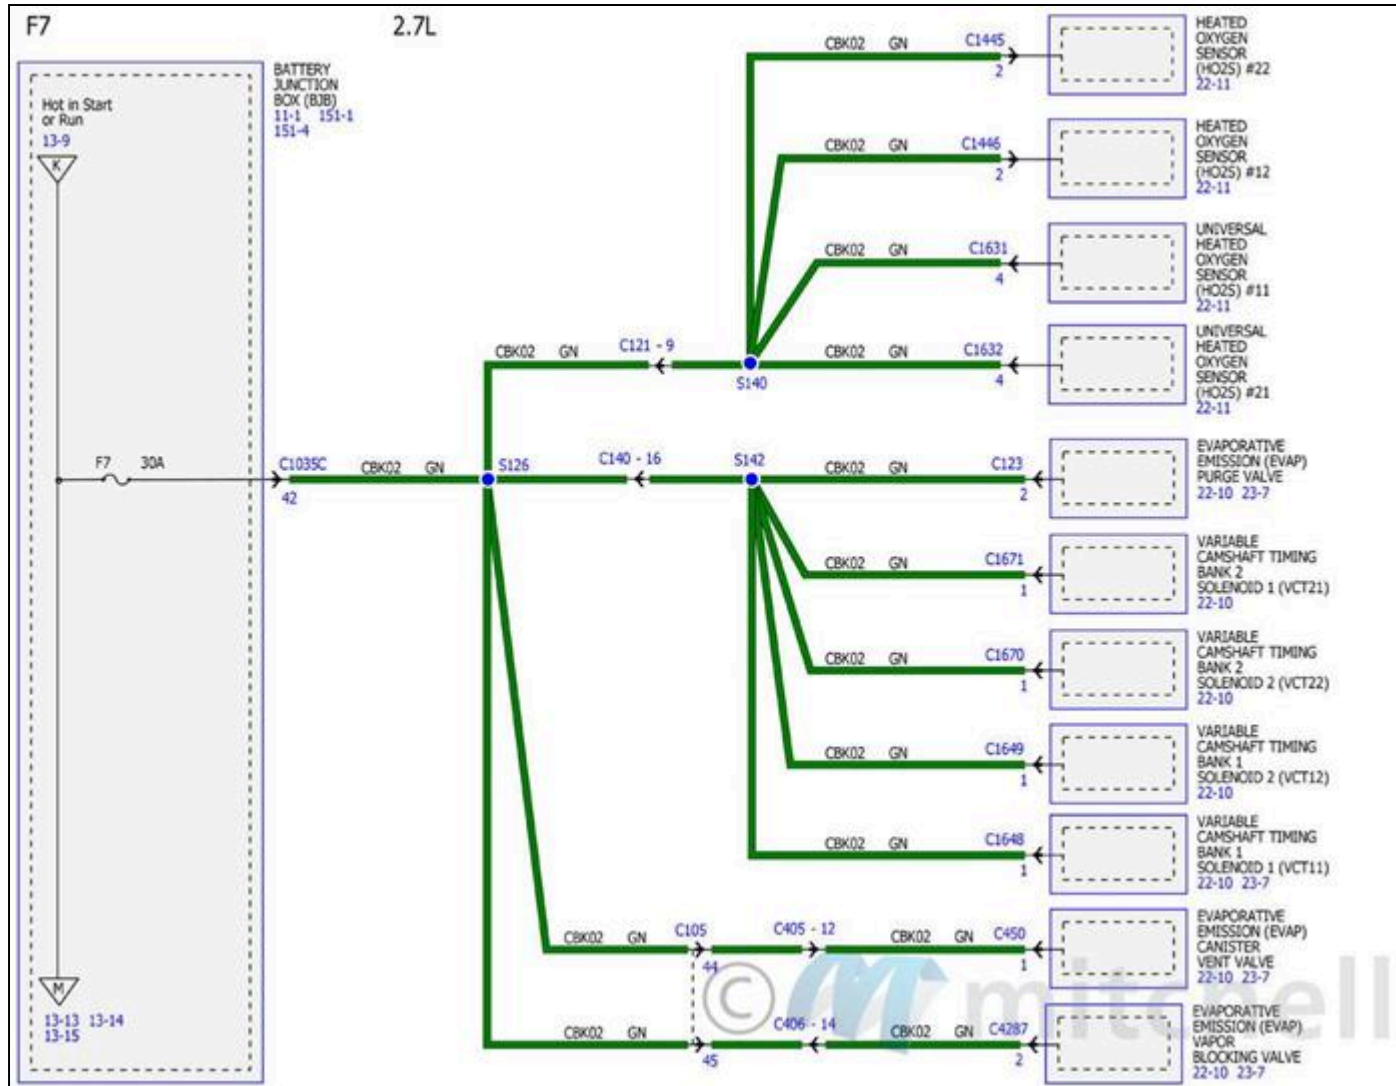 F7
2.7L
BATTERY
JUNCTION
BOX (BJB)
11-1 151-1
151-4
Hot in Start
or Run
13-9
K
F7 30A
M
13-13 13-14
13-15
C1035C
42
CBK02 GN
S126
CBK02 GN
C121 - 9
S140
C140 - 16
S142
CBK02 GN
C1445
2
HEATED
OXYGEN
SENSOR
(HO2S) #22
22-11
CBK02 GN
C1446
2
HEATED
OXYGEN
SENSOR
(HO2S) #12
22-11
CBK02 GN
C1631
4
UNIVERSAL
HEATED
OXYGEN
SENSOR
(HO2S) #11
22-11
CBK02 GN
C1632
4
UNIVERSAL
HEATED
OXYGEN
SENSOR
(HO2S) #21
22-11
CBK02 GN
C123
2
EVAPORATIVE
EMISSION (EVAP)
PURGE VALVE
22-10 23-7
CBK02 GN
C1671
1
VARIABLE
CAMSHAFT TIMING
BANK 2
SOLENOID 1 (VCT21)
22-10
CBK02 GN
C1670
1
VARIABLE
CAMSHAFT TIMING
BANK 2
SOLENOID 2 (VCT22)
22-10
CBK02 GN
C1649
1
VARIABLE
CAMSHAFT TIMING
BANK 1
SOLENOID 2 (VCT12)
22-10
CBK02 GN
C1648
1
VARIABLE
CAMSHAFT TIMING
BANK 1
SOLENOID 1 (VCT11)
22-10 23-7
CBK02 GN
C105
44
C405 - 12
CBK02 GN
C450
1
EVAPORATIVE
EMISSION (EVAP)
CANISTER
VENT VALVE
22-10 23-7
CBK02 GN
45
C406 - 14
CBK02 GN
C4287
2
EVAPORATIVE
EMISSION (EVAP)
VAPOR
BLOCKING VALVE
22-10 23-7
© mitchell